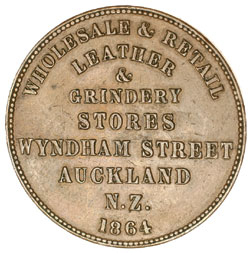 WHOLESALE & RETAIL
LEATHER
&
GRINDERY
STORES
WYNDHAM STREET
AUCKLAND
N.Z.
1864